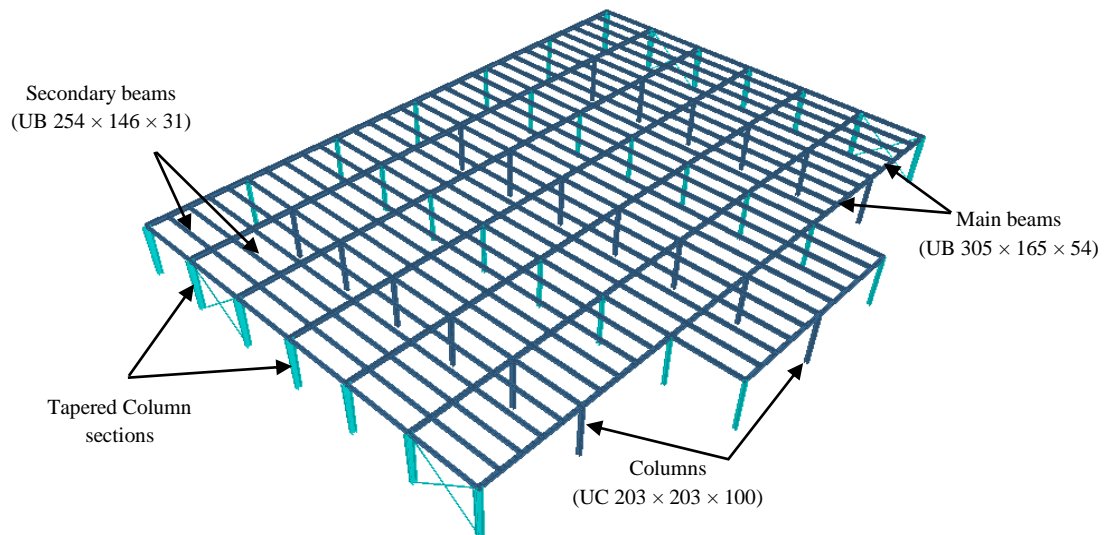 Secondary beams
(UB 254 × 146 × 31)
Main beams
(UB 305 × 165 × 54)
Tapered Column
sections
Columns
(UC 203 × 203 × 100)